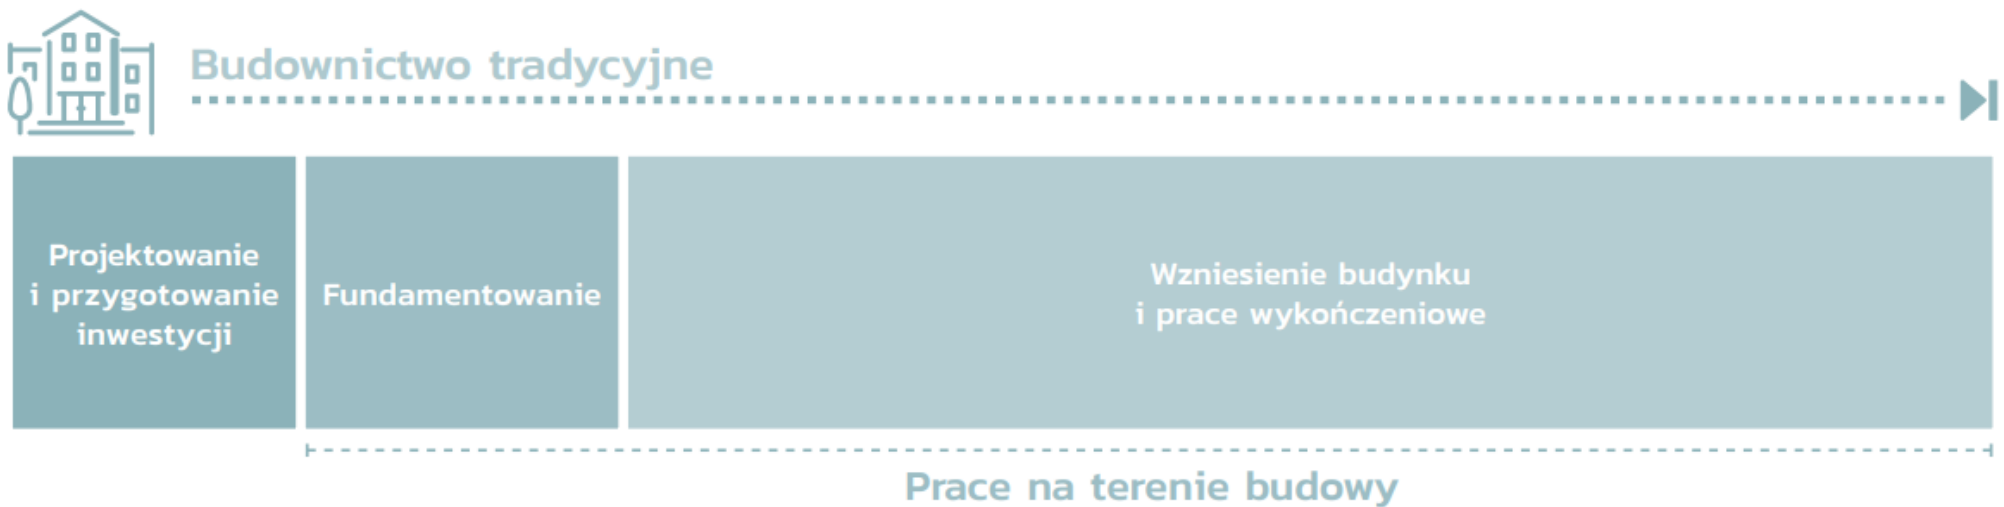 Budownictwo tradycyjne
Projektowanie
i przygotowanie
inwestycji
Fundamentowanie
Wzniesienie budynku
i prace wykończeniowe
Prace na terenie budowy